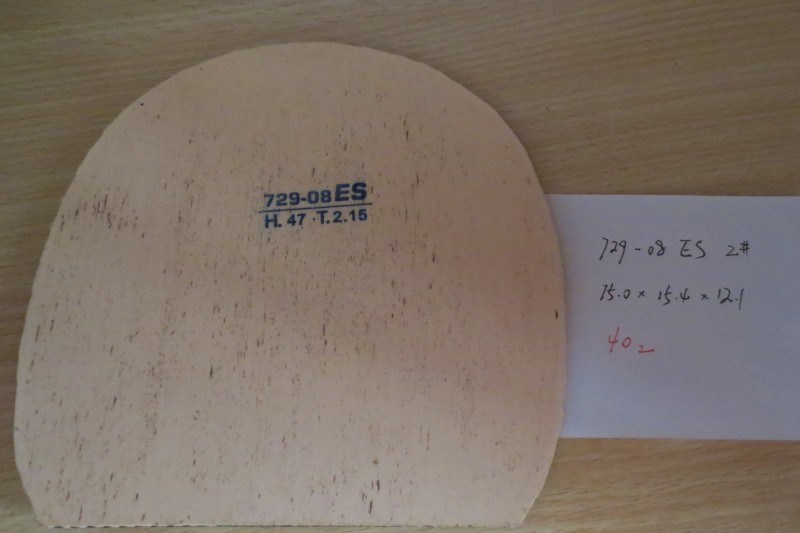 729-08ES
H. 47 · T. 2.15
729-08 ES 2#
15.0 × 15.4 × 12.1
402